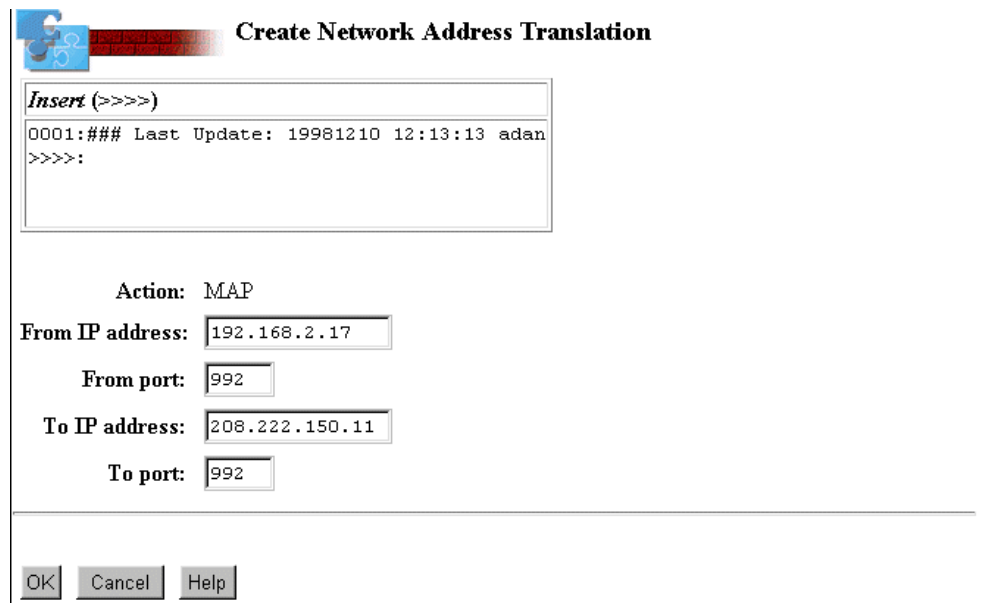 Create Network Address Translation
Insert (>>>>)
0001:### Last Update: 19981210 12:13:13 adan
>>>>:
Action: MAP
From IP address: 192.168.2.17
From port: 992
To IP address: 208.222.150.11
To port: 992
OK Cancel Help